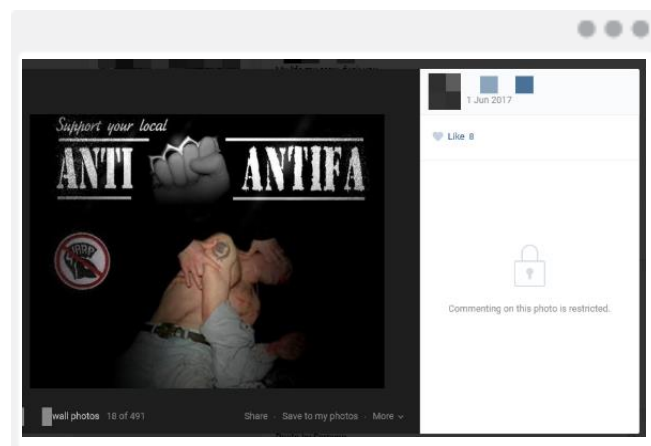 Support your local
ANTI ANTIFA
1 Jun 2017
Like 8
Commenting on this photo is restricted.
wall photos 18 of 491
Share · Save to my photos · More